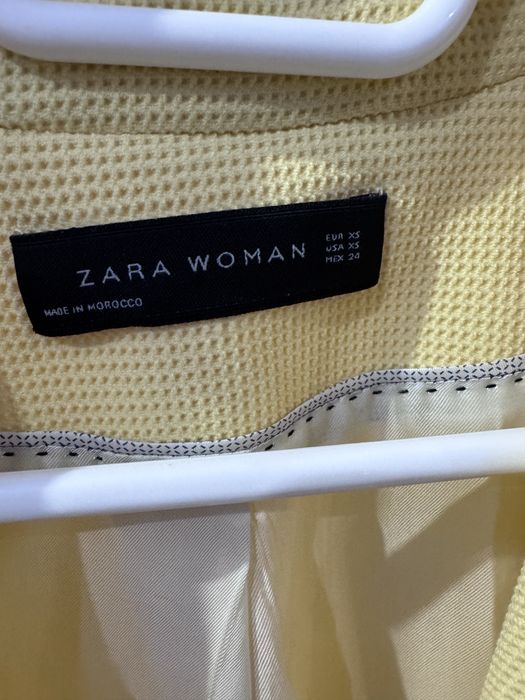 ZARA WOMAN
EUR XS
USA XS
MEX 24
MADE IN MOROCCO